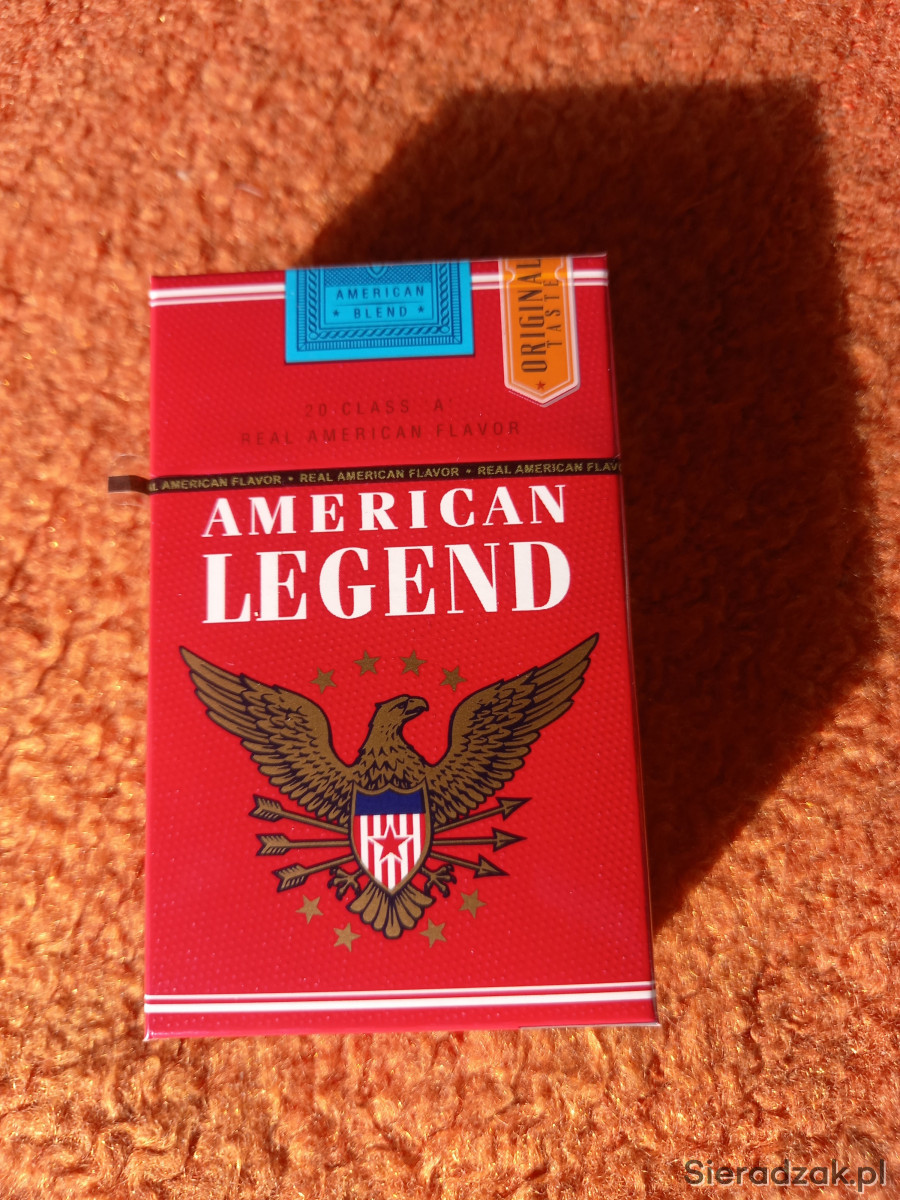 AMERICAN
* BLEND *
ORIGINAL
TASTE
20 CLASS A
REAL AMERICAN FLAVOR
AMERICAN FLAVOR • REAL AMERICAN FLAVOR • REAL AMERICAN
AMERICAN
LEGEND
Sieradzak.pl